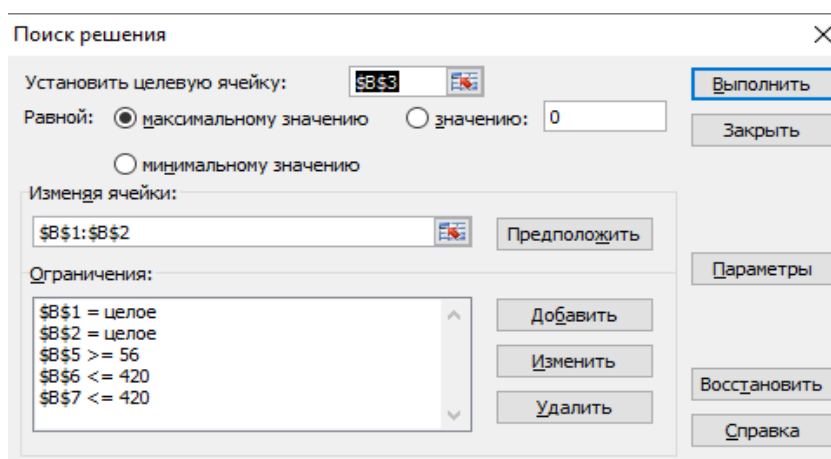 Поиск решения
Установить целевую ячейку: $B$3
Равной: максимальному значению значению: 0
минимальному значению
Изменяя ячейки:
$B$1:$B$2
Предположить
Ограничения:
$B$1 = целое
$B$2 = целое
$B$5 >= 56
$B$6 <= 420
$B$7 <= 420
Добавить
Изменить
Удалить
Выполнить
Закрыть
Параметры
Восстановить
Справка